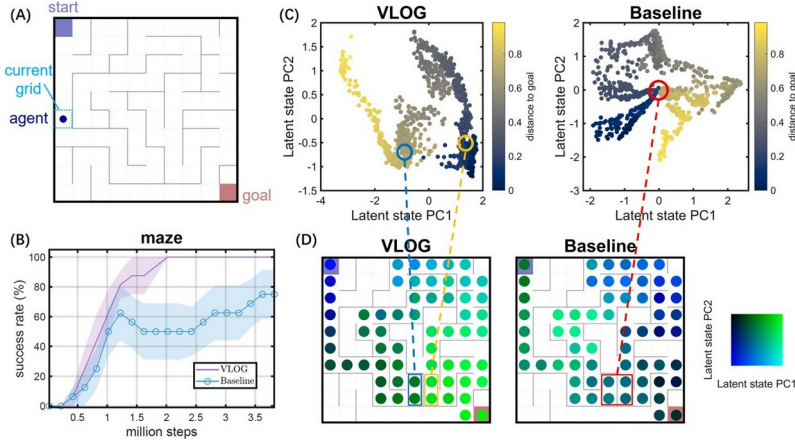 (A)
start
current
grid
agent
goal
(B)
maze
success rate (%)
100
80
60
40
20
0
0.5
1
1.5
2
2.5
3
3.5
million steps
VLOG
Baseline
(C)
VLOG
Latent state PC2
2
1.5
1
0.5
0
-0.5
-1
-1.5
-4
-2
0
2
Latent state PC1
0.8
0.6
0.4
0.2
0
distance to goal
Baseline
Latent state PC2
2
1
0
-1
-2
3
-2
-1
0
1
2
Latent state PC1
0.8
0.6
0.4
0.2
0
distance to goal
(D)
VLOG
Baseline
Latent state PC2
Latent state PC1